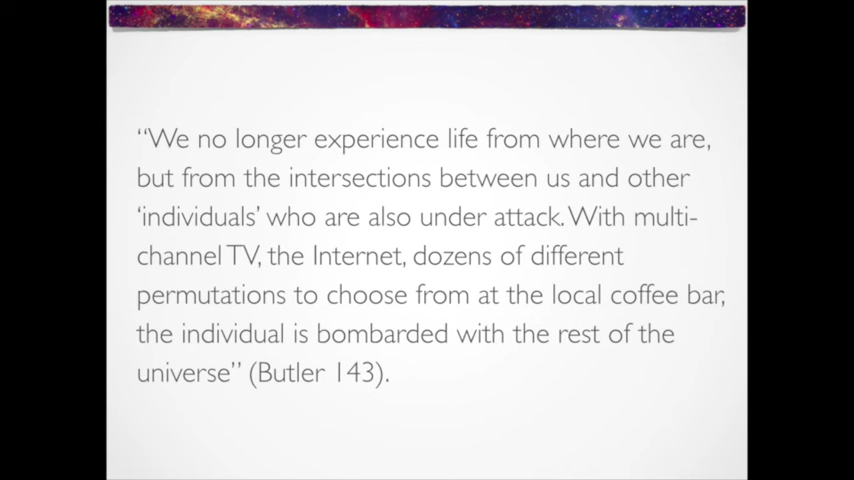 “We no longer experience life from where we are,
but from the intersections between us and other
‘individuals’ who are also under attack. With multi-
channel TV, the Internet, dozens of different
permutations to choose from at the local coffee bar,
the individual is bombarded with the rest of the
universe” (Butler 143).